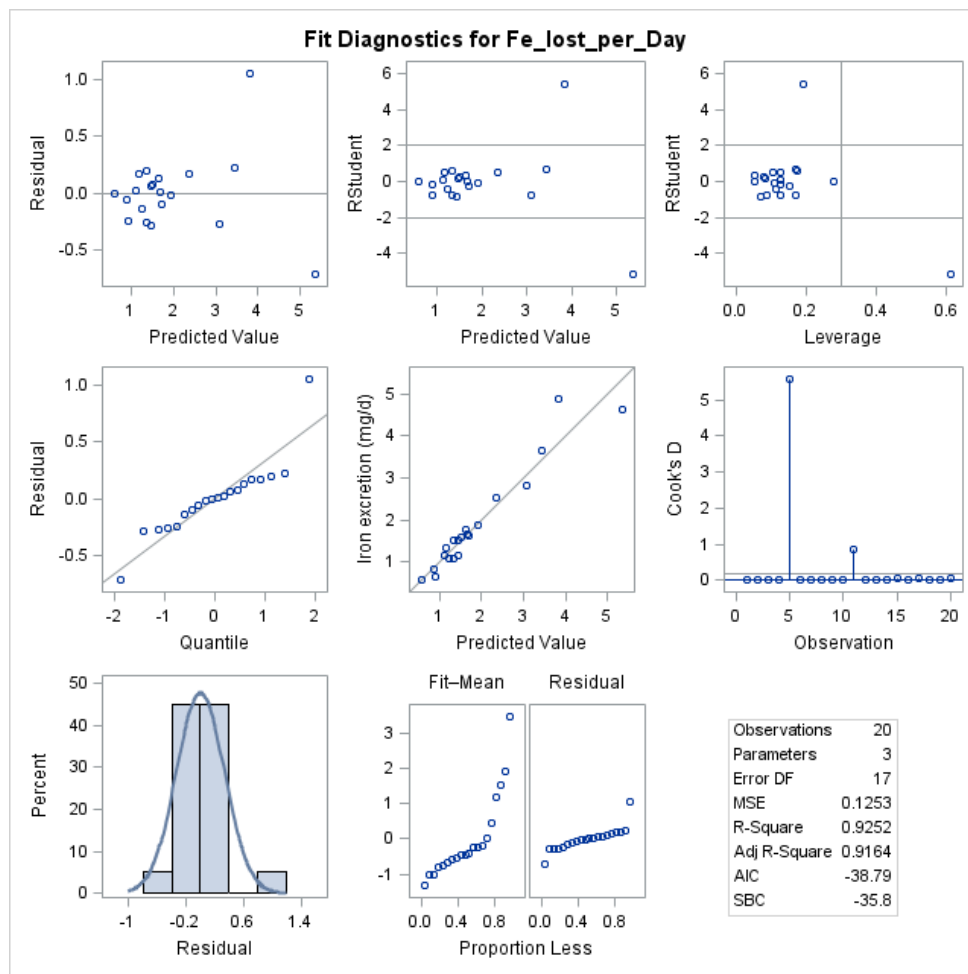 Fit Diagnostics for Fe_lost_per_Day
1.0
0.5
0.0
-0.5
Residual
1 2 3 4 5
Predicted Value
6
4
2
0
-2
-4
RStudent
1 2 3 4 5
Predicted Value
6
4
2
0
-2
-4
RStudent
0.0 0.2 0.4 0.6
Leverage
1.0
0.5
0.0
-0.5
Residual
-2 -1 0 1 2
Quantile
5
4
3
2
1
Iron excretion (mg/d)
1 2 3 4 5
Predicted Value
5
4
3
2
1
0
Cook's D
0 5 10 15 20
Observation
50
40
30
20
10
0
Percent
-1 -0.2 0.6 1.4
Residual
Fit–Mean Residual
3
2
1
0
-1
0.0 0.4 0.8 0.0 0.4 0.8
Proportion Less
Observations 20
Parameters 3
Error DF 17
MSE 0.1253
R-Square 0.9252
Adj R-Square 0.9164
AIC -38.79
SBC -35.8